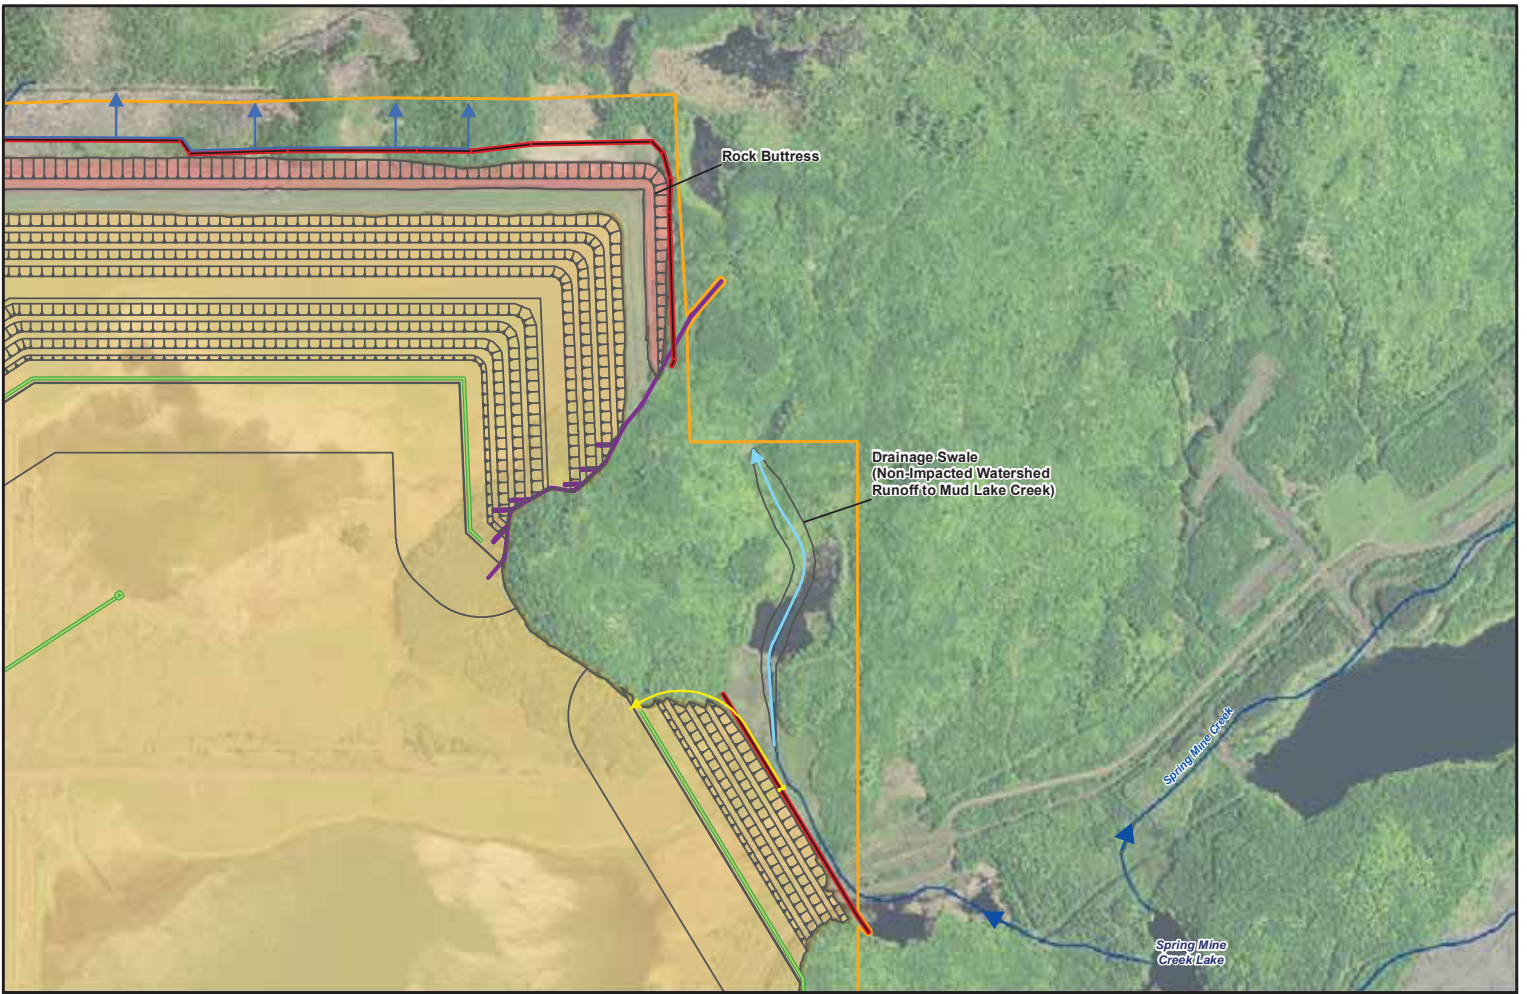 Rock Buttress
Drainage Swale
(Non-Impacted Watershed
Runoff to Mud Lake Creek)
Spring Mine Creek
Spring Mine
Creek Lake